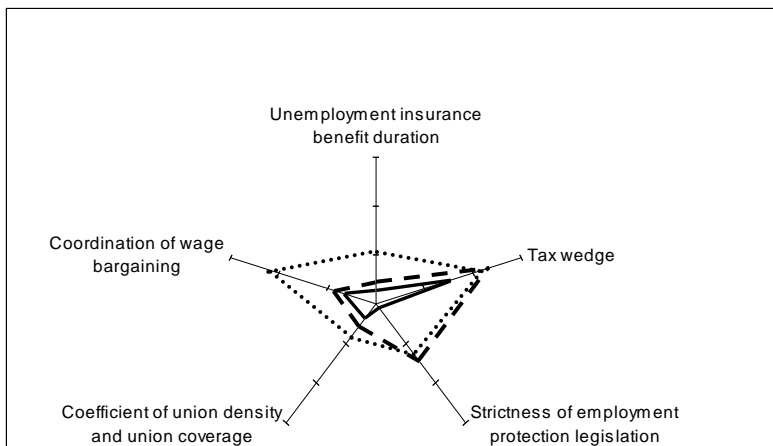 Unemployment insurance
benefit duration
Coordination of wage
bargaining
Tax wedge
Coefficient of union density
and union coverage
Strictness of employment
protection legislation